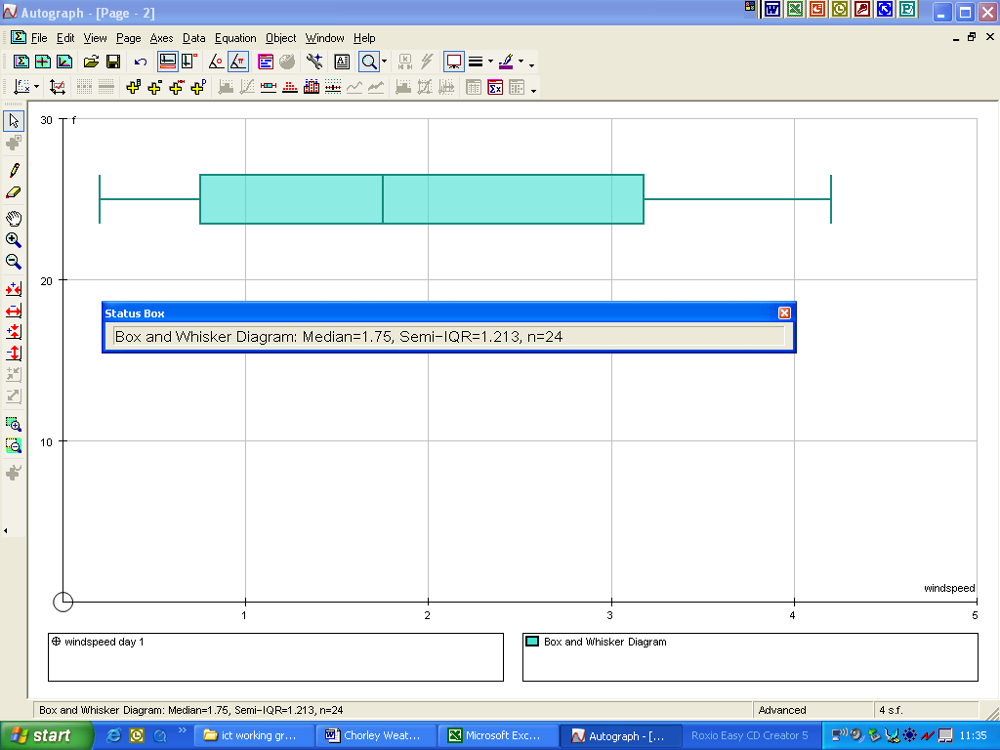 Autograph - [Page - 2]
File Edit View Page Axes Data Equation Object Window Help
30 f
20
Status Box
Box and Whisker Diagram: Median=1.75, Semi-IQR=1.213, n=24
10
windspeed
1 2 3 4 5
windspeed day 1
Box and Whisker Diagram
Box and Whisker Diagram: Median=1.75, Semi-IQR=1.213, n=24 Advanced 4 s.f.
start ict working gr... Chorley Weat... Microsoft Exc... Autograph - [... Roxio Easy CD Creator 5 11:35